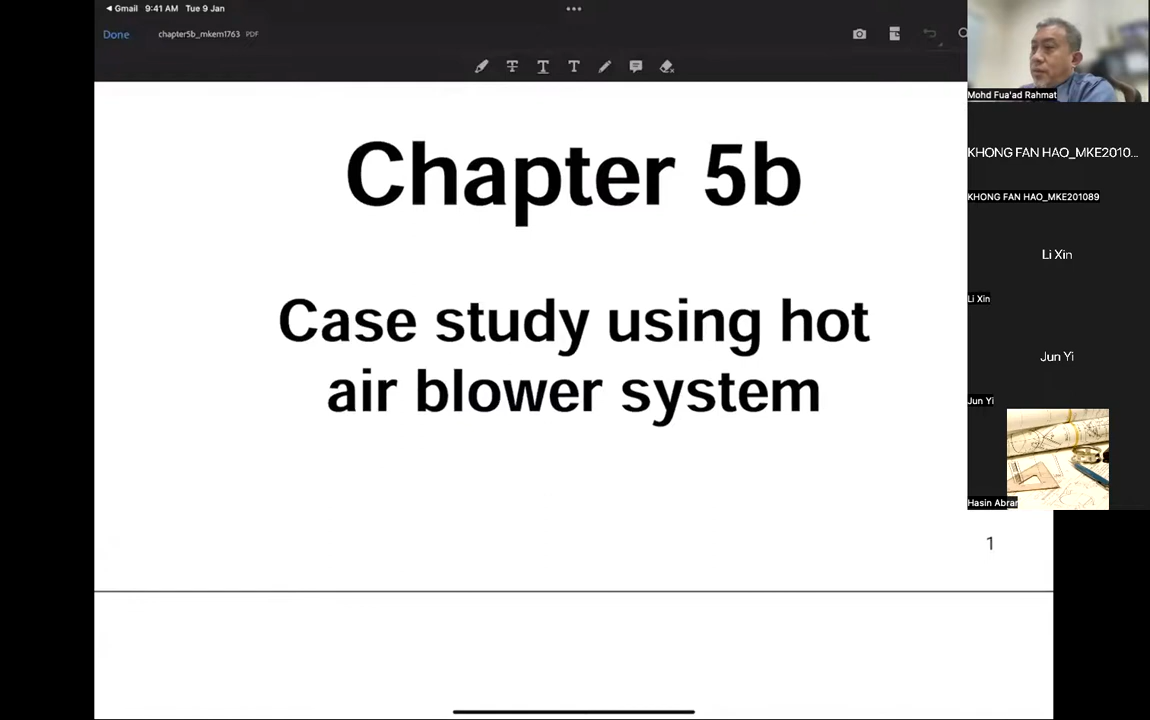 Gmail 9:41 AM Tue 9 Jan
Done chapter5b_mkem1763 PDF
Chapter 5b
Case study using hot
air blower system
1
Mohd Fua'ad Rahmat
KHONG FAN HAO_MKE2010...
KHONG FAN HAO_MKE201089
Li Xin
Li Xin
Jun Yi
Jun Yi
Hasin Abrar